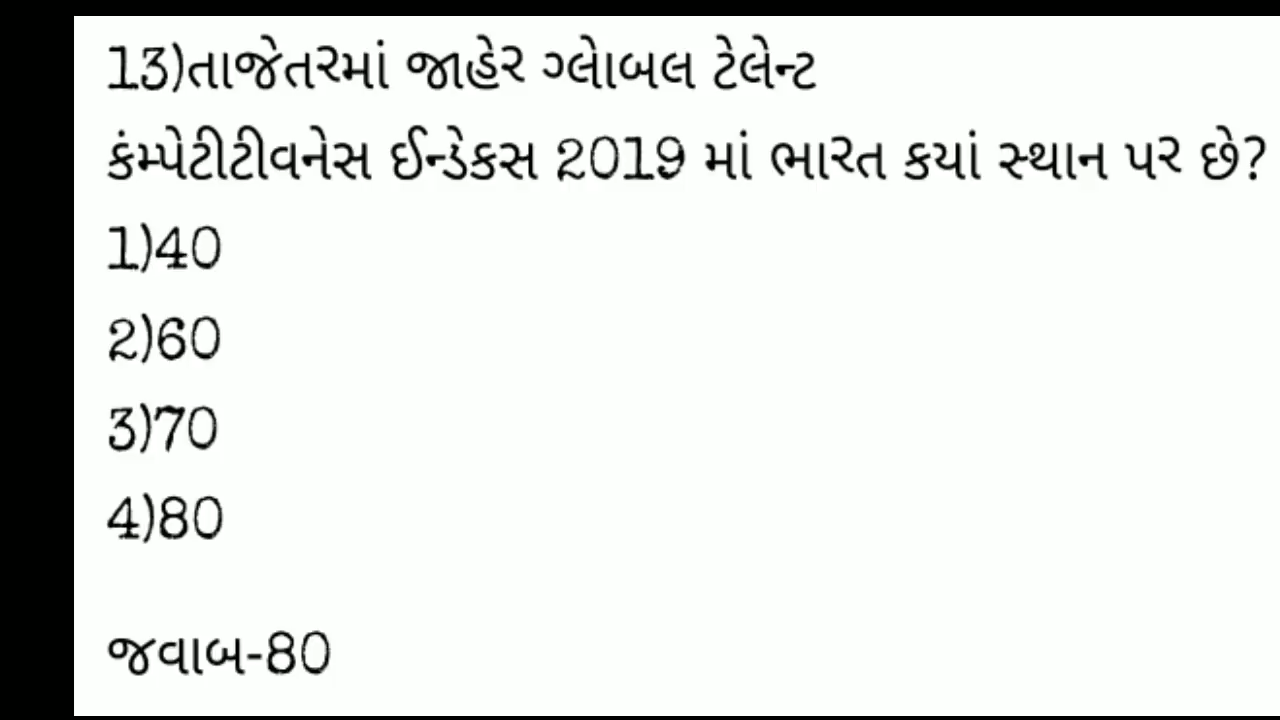 13)તાજેતરમાં જાહેર ગ્લોબલ ટેલેન્ટ
કંમ્પેટીટીવનેસ ઈન્ડેકસ 2019 માં ભારત કયાં સ્થાન પર છે?
1)40
2)60
3)70
4)80
જવાબ-80